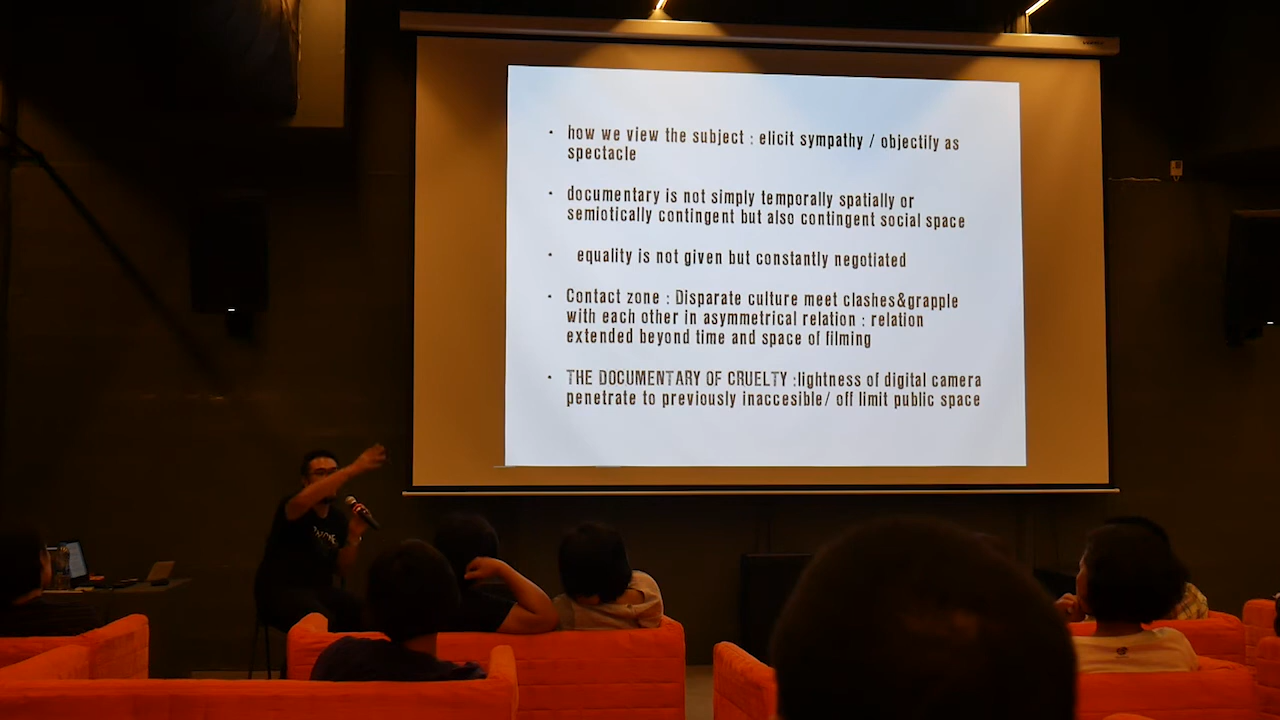 • how we view the subject : elicit sympathy / objectify as
spectacle
• documentary is not simply temporally spatially or
semiotically contingent but also contingent social space
• equality is not given but constantly negotiated
• Contact zone : Disparate culture meet clashes&grapple
with each other in asymmetrical relation : relation
extended beyond time and space of filming
• THE DOCUMENTARY OF CRUELTY :lightness of digital camera
penetrate to previously inaccesible/ off limit public space